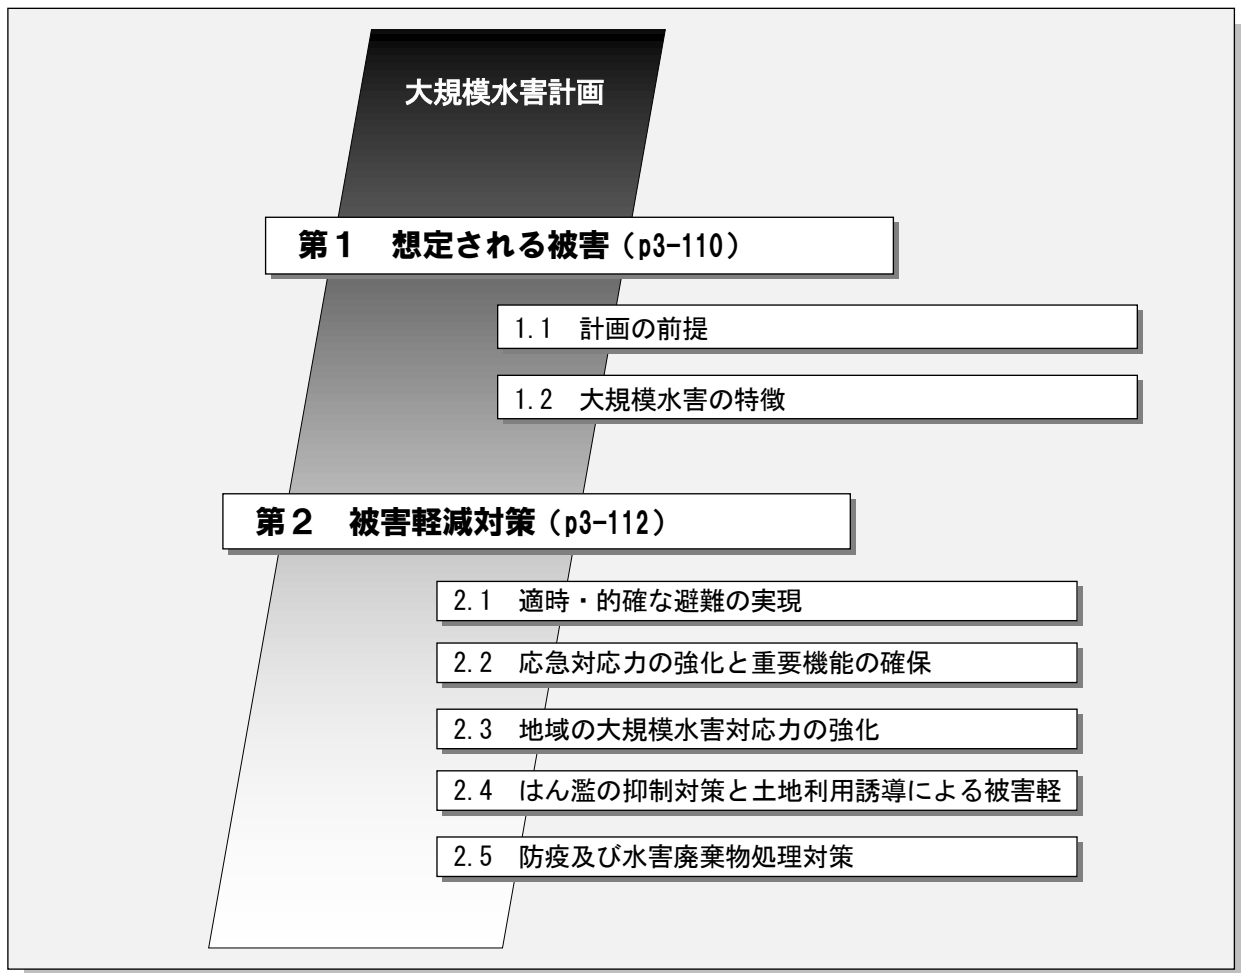 大規模水害計画
第１　想定される被害（p3-110）
1.1　計画の前提
1.2　大規模水害の特徴
第２　被害軽減対策（p3-112）
2.1　適時・的確な避難の実現
2.2　応急対応力の強化と重要機能の確保
2.3　地域の大規模水害対応力の強化
2.4　はん濫の抑制対策と土地利用誘導による被害軽
2.5　防疫及び水害廃棄物処理対策